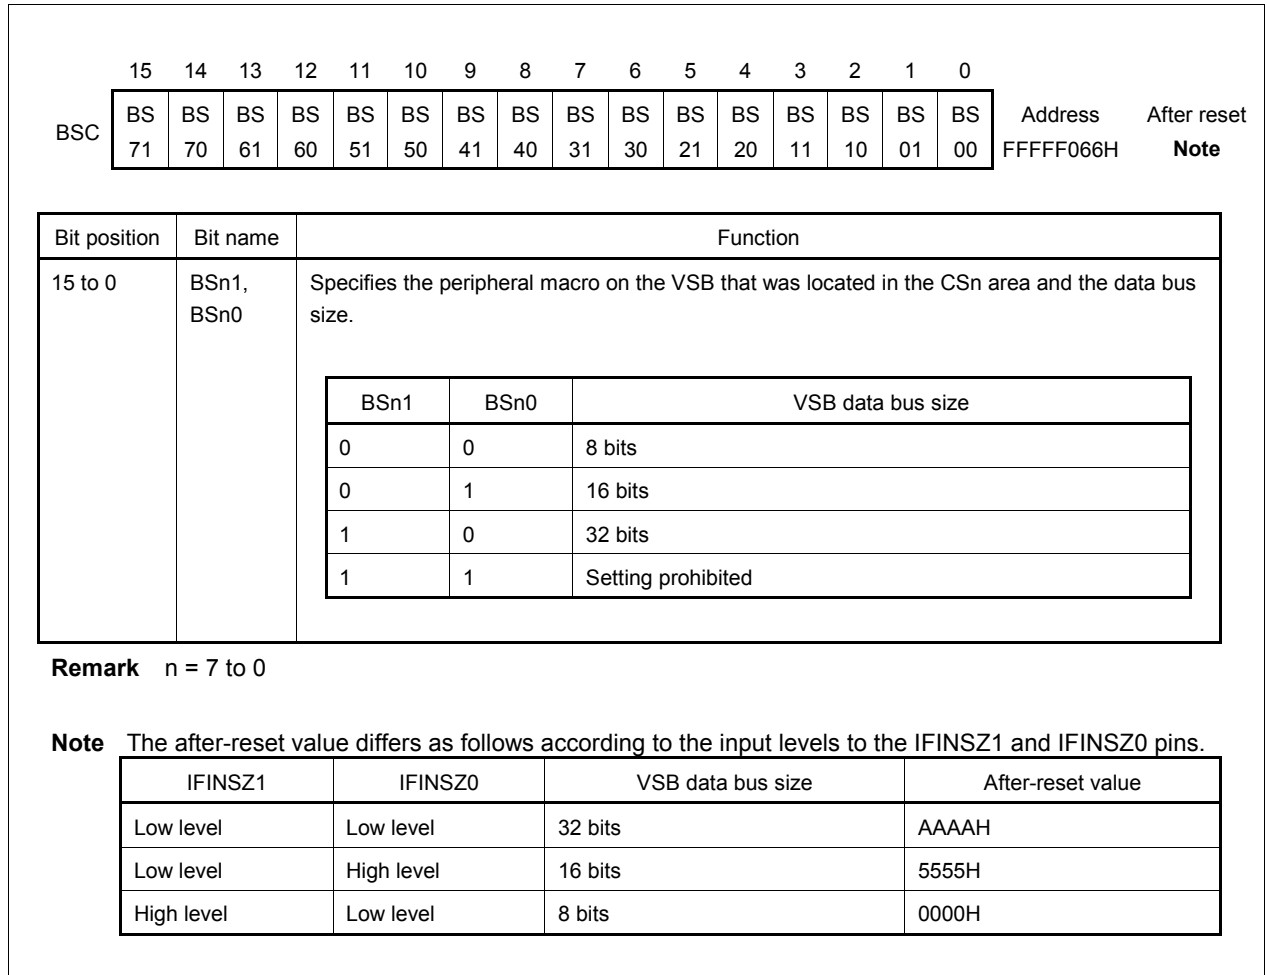 15 14 13 12 11 10 9 8 7 6 5 4 3 2 1 0
BSC BS BS BS BS BS BS BS BS BS BS BS BS BS BS BS BS Address After reset
71 70 61 60 51 50 41 40 31 30 21 20 11 10 01 00 FFFFF066H Note
Bit position Bit name Function
15 to 0 BSn1, Specifies the peripheral macro on the VSB that was located in the CSn area and the data bus
BSn0 size.
BSn1 BSn0 VSB data bus size
0 0 8 bits
0 1 16 bits
1 0 32 bits
1 1 Setting prohibited
Remark n = 7 to 0
Note The after-reset value differs as follows according to the input levels to the IFINSZ1 and IFINSZ0 pins.
IFINSZ1 IFINSZ0 VSB data bus size After-reset value
Low level Low level 32 bits AAAAH
Low level High level 16 bits 5555H
High level Low level 8 bits 0000H